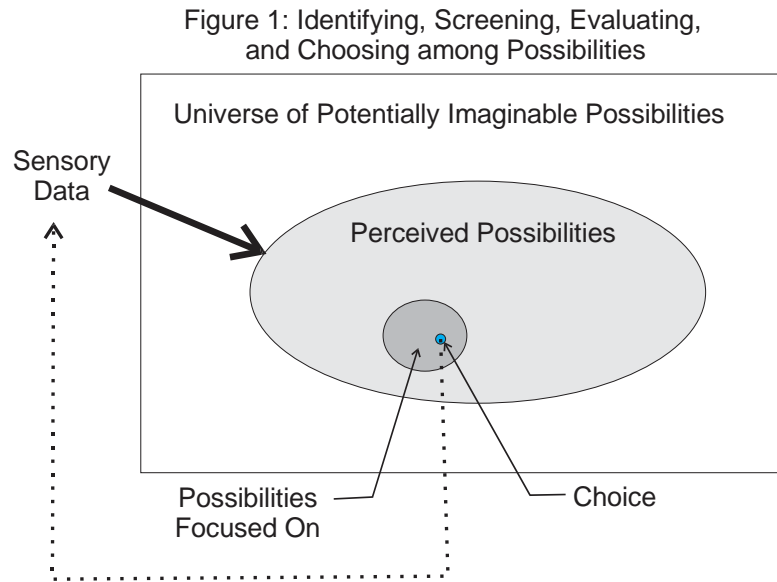 Figure 1: Identifying, Screening, Evaluating,
and Choosing among Possibilities
Universe of Potentially Imaginable Possibilities
Sensory
Data
Perceived Possibilities
Possibilities
Focused On
Choice